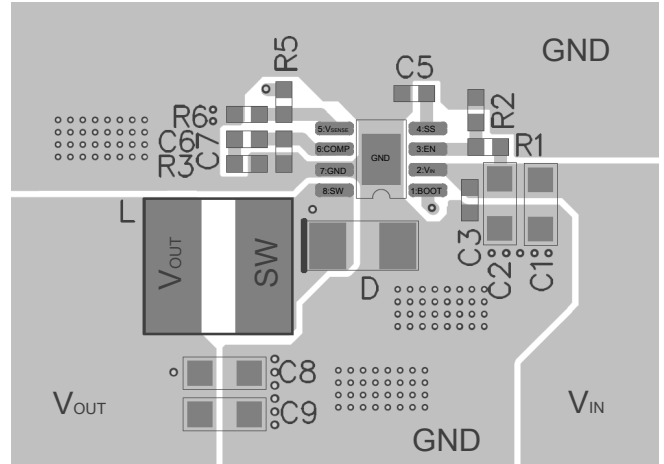 GND
R5
C5
R2
R6
C6
R3
C7
5:VSENSE
6:COMP
7:GND
8:SW
GND
4:SS
3:EN
2:VIN
1:BOOT
R1
L
VOUT
SW
D
C3
C2
C1
C8
C9
VOUT
GND
VIN